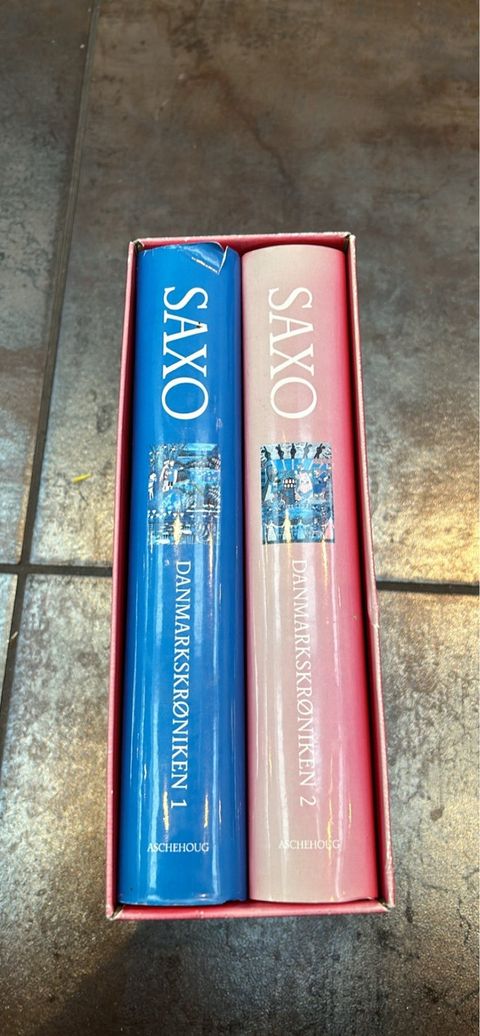 SAXO
DANMARKSKRØNIKEN 1
ASCHEHOUG
SAXO
DANMARKSKRØNIKEN 2
ASCHEHOUG